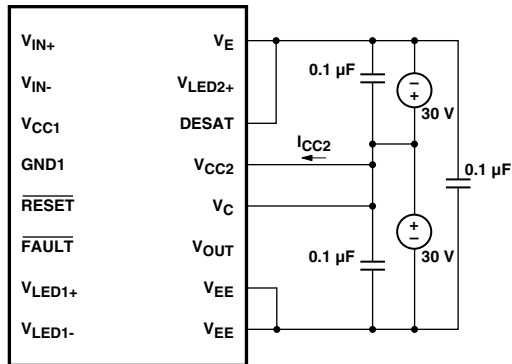 V_IN+ V_E
0.1 µF
V_IN- V_LED2+
− +
30 V
V_CC1 DESAT
I_CC2
GND1 V_CC2
0.1 µF
RESET V_C
FAULT V_OUT
+ −
0.1 µF
30 V
V_LED1+ V_EE
V_LED1- V_EE